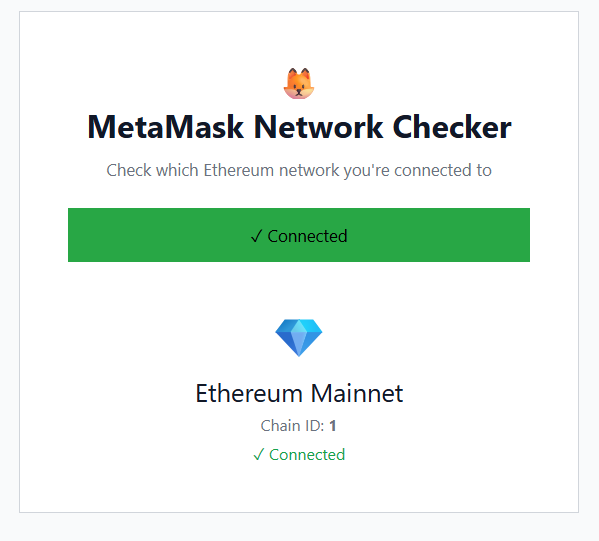 MetaMask Network Checker
Check which Ethereum network you're connected to
✓ Connected
Ethereum Mainnet
Chain ID: 1
✓ Connected